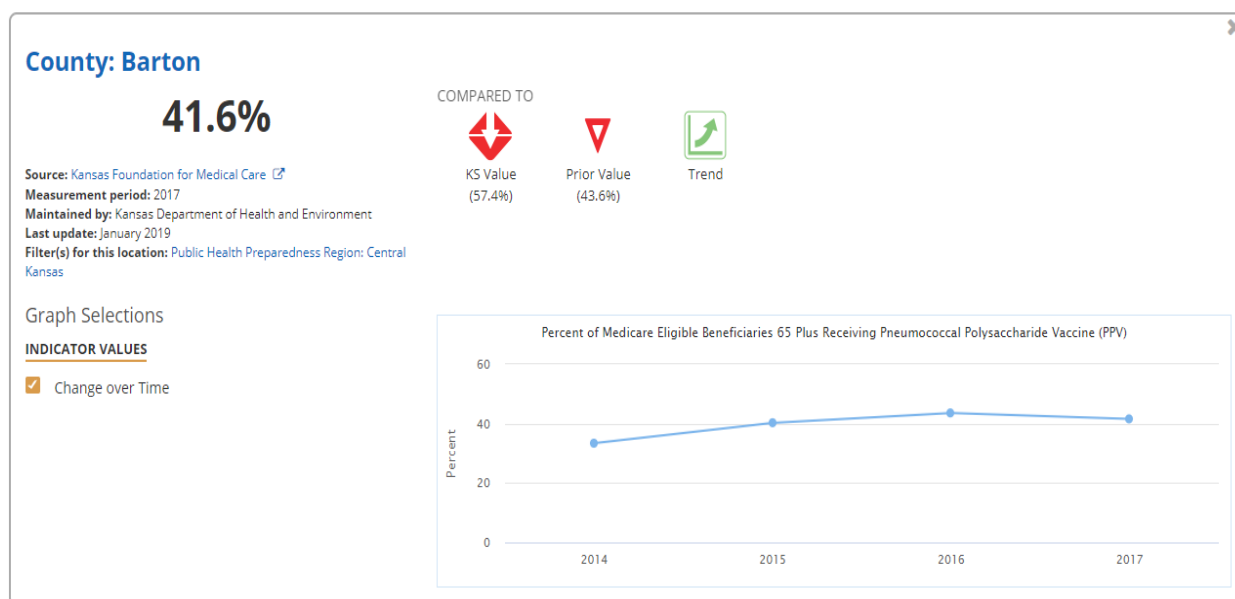 County: Barton
41.6%
Source: Kansas Foundation for Medical Care
Measurement period: 2017
Maintained by: Kansas Department of Health and Environment
Last update: January 2019
Filter(s) for this location: Public Health Preparedness Region: Central
Kansas
COMPARED TO
KS Value
(57.4%)
Prior Value
(43.6%)
Trend
Graph Selections
INDICATOR VALUES
Change over Time
Percent of Medicare Eligible Beneficiaries 65 Plus Receiving Pneumococcal Polysaccharide Vaccine (PPV)
Percent
60
40
20
0
2014 2015 2016 2017